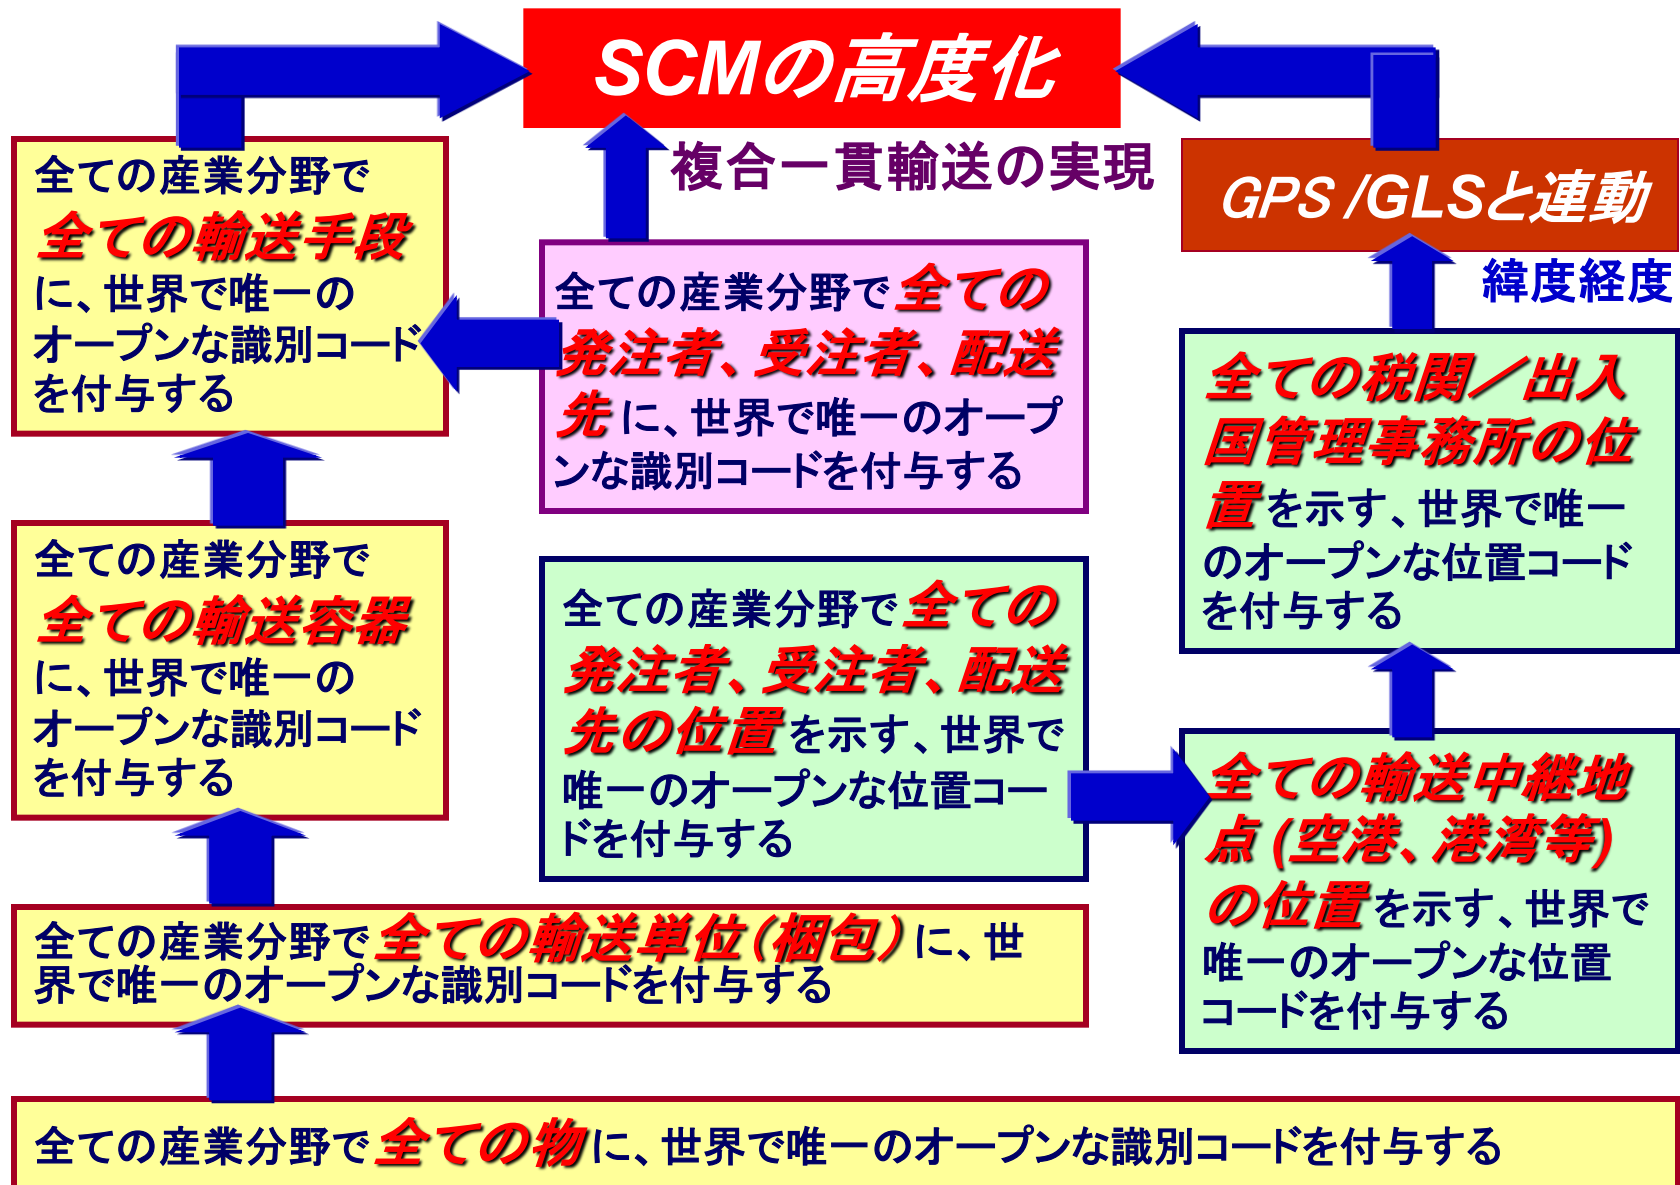 SCMの高度化
複合一貫輸送の実現
GPS /GLSと連動
緯度経度
全ての産業分野で
全ての輸送手段
に、世界で唯一の
オープンな識別コード
を付与する
全ての産業分野で全ての
発注者、受注者、配送
先に、世界で唯一のオープ
ンな識別コードを付与する
全ての税関／出入
国管理事務所の位
置を示す、世界で唯一
のオープンな位置コード
を付与する
全ての産業分野で
全ての輸送容器
に、世界で唯一の
オープンな識別コード
を付与する
全ての産業分野で全ての
発注者、受注者、配送
先の位置を示す、世界で
唯一のオープンな位置コー
ドを付与する
全ての輸送中継地
点(空港、港湾等)
の位置を示す、世界で
唯一のオープンな位置
コードを付与する
全ての産業分野で全ての輸送単位(梱包)に、世
界で唯一のオープンな識別コードを付与する
全ての産業分野で全ての物に、世界で唯一のオープンな識別コードを付与する